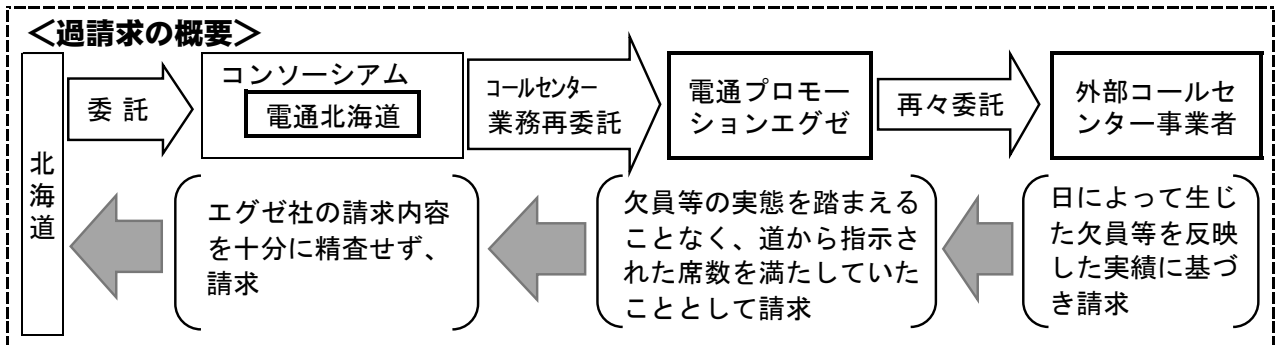 ＜過請求の概要＞
北海道
委 託
コンソーシアム
電通北海道
コールセンター
業務再委託
電通プロモー
ションエグゼ
再々委託
外部コールセ
ンター事業者
エグゼ社の請求内容
を十分に精査せず、
請求
欠員等の実態を踏まえる
ことなく、道から指示さ
れた席数を満たしていた
こととして請求
日によって生じ
た欠員等を反映
した実績に基づ
き請求